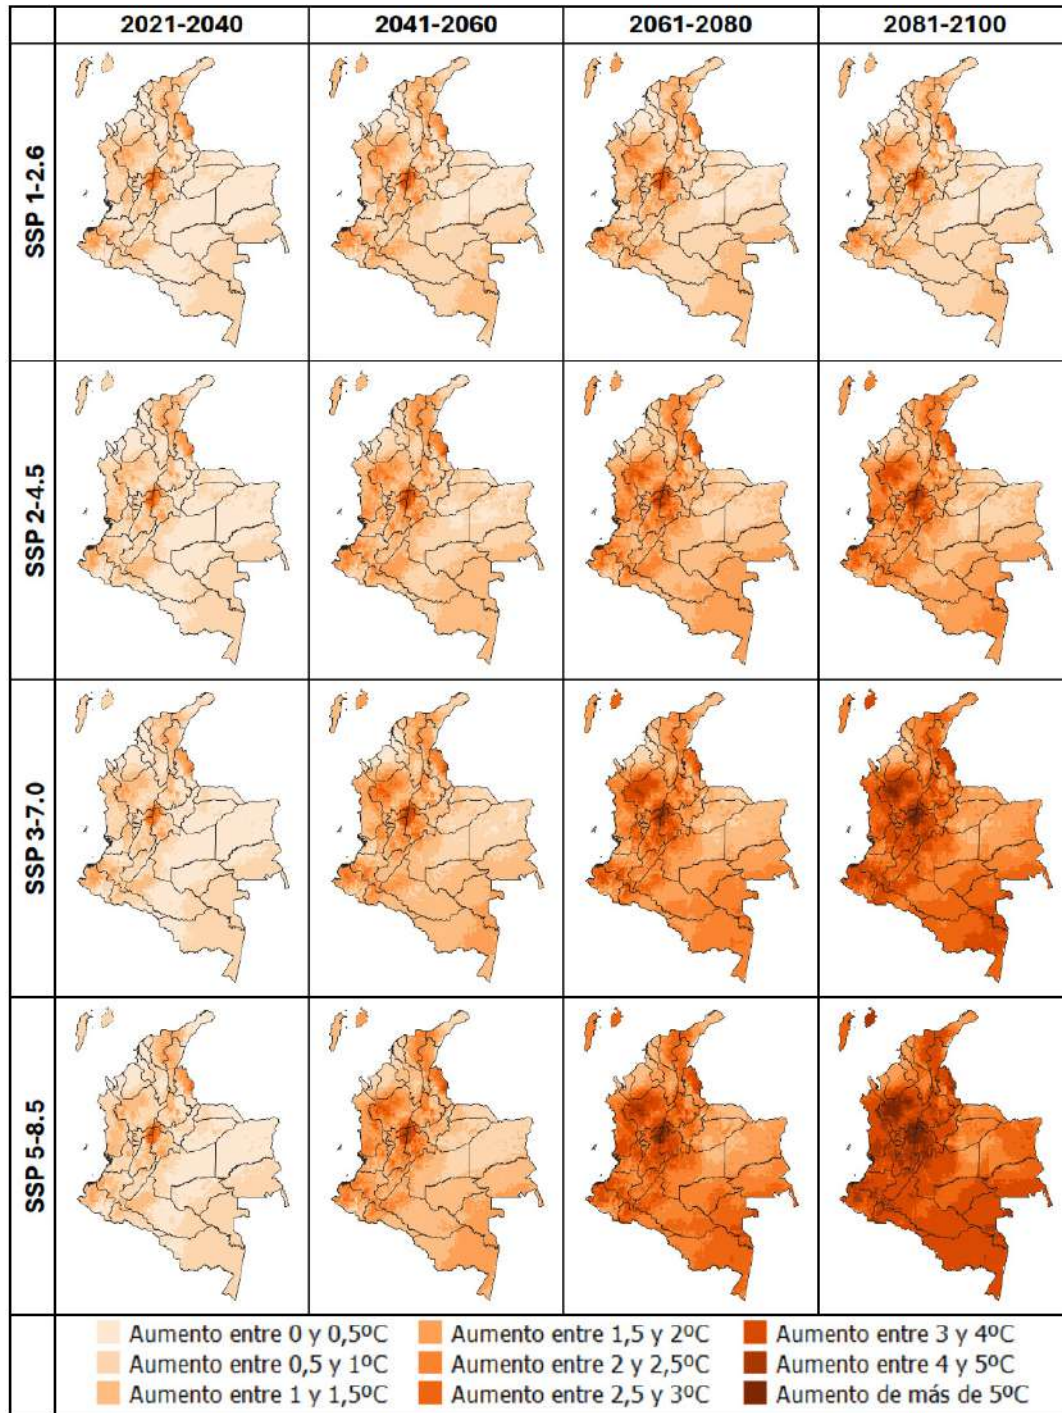 2021-2040 2041-2060 2061-2080 2081-2100
SSP 1-2.6
SSP 2-4.5
SSP 3-7.0
SSP 5-8.5
Aumento entre 0 y 0,5ºC Aumento entre 1,5 y 2ºC Aumento entre 3 y 4ºC
Aumento entre 0,5 y 1ºC Aumento entre 2 y 2,5ºC Aumento entre 4 y 5ºC
Aumento entre 1 y 1,5ºC Aumento entre 2,5 y 3ºC Aumento de más de 5ºC